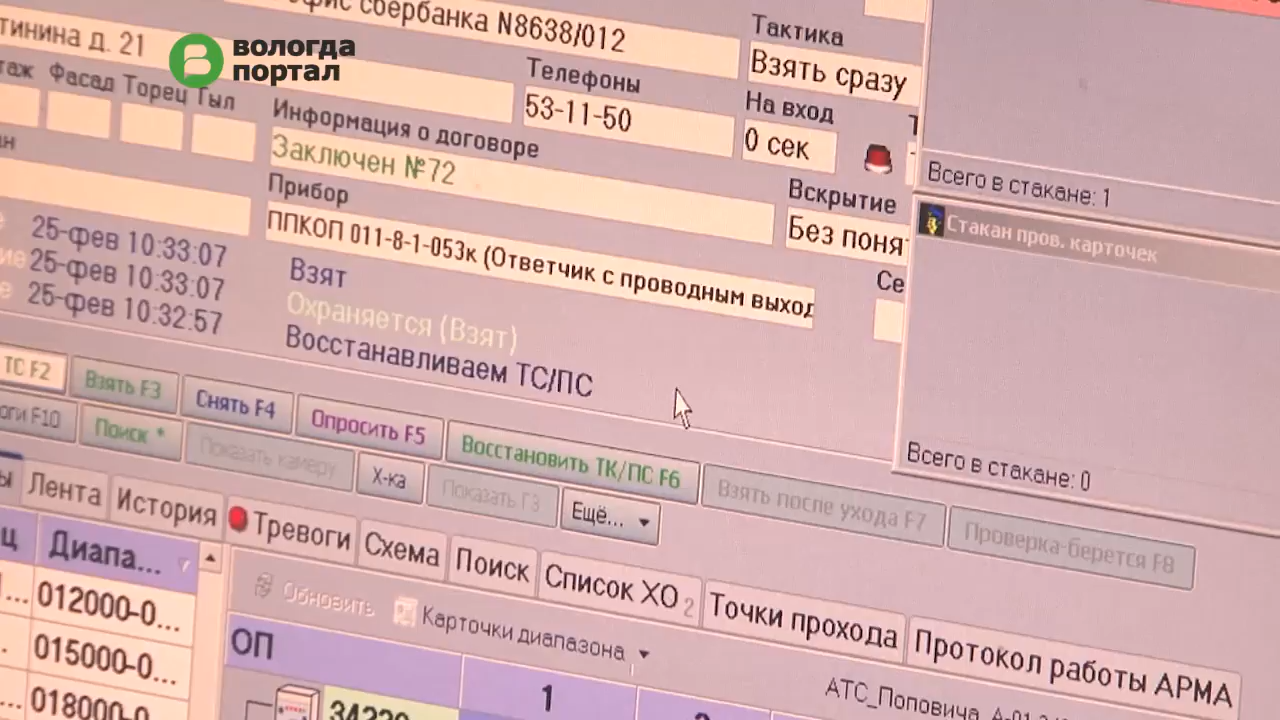 офис сбербанка N8638/012
Тактика
тинина д. 21
вологда
портал
Взять сразу
Телефоны
53-11-50
На вход
0 сек
таж Фасад Торец Тыл
Информация о договоре
Заключен №72
Всего в стакане: 1
Вскрытие
Прибор
Без поня
Стакан пров. карточек
ППКОП 011-8-1-053к (Ответчик с проводным выход
Се
25-фев 10:33:07 Взят
25-фев 10:33:07 Охраняется (Взят)
25-фев 10:32:57 Восстанавливаем ТС/ПС
Всего в стакане: 0
ТС F2 Взять F3 Снять F4 Опросить F5 Восстановить ТК/ПС F6 Взять после ухода F7 Проверка-берется F8
оги F10 Поиск * Показать камеру Х-ка Показать ГЗ Ещё...
ы Лента История Тревоги Схема Поиск Список ХО 2 Точки прохода Протокол работы АРМА
ц Диапа...
Обновить Карточки диапазона
012000-0...
015000-0...
018000-0...
ОП
1
АТС_Поповича_А-01